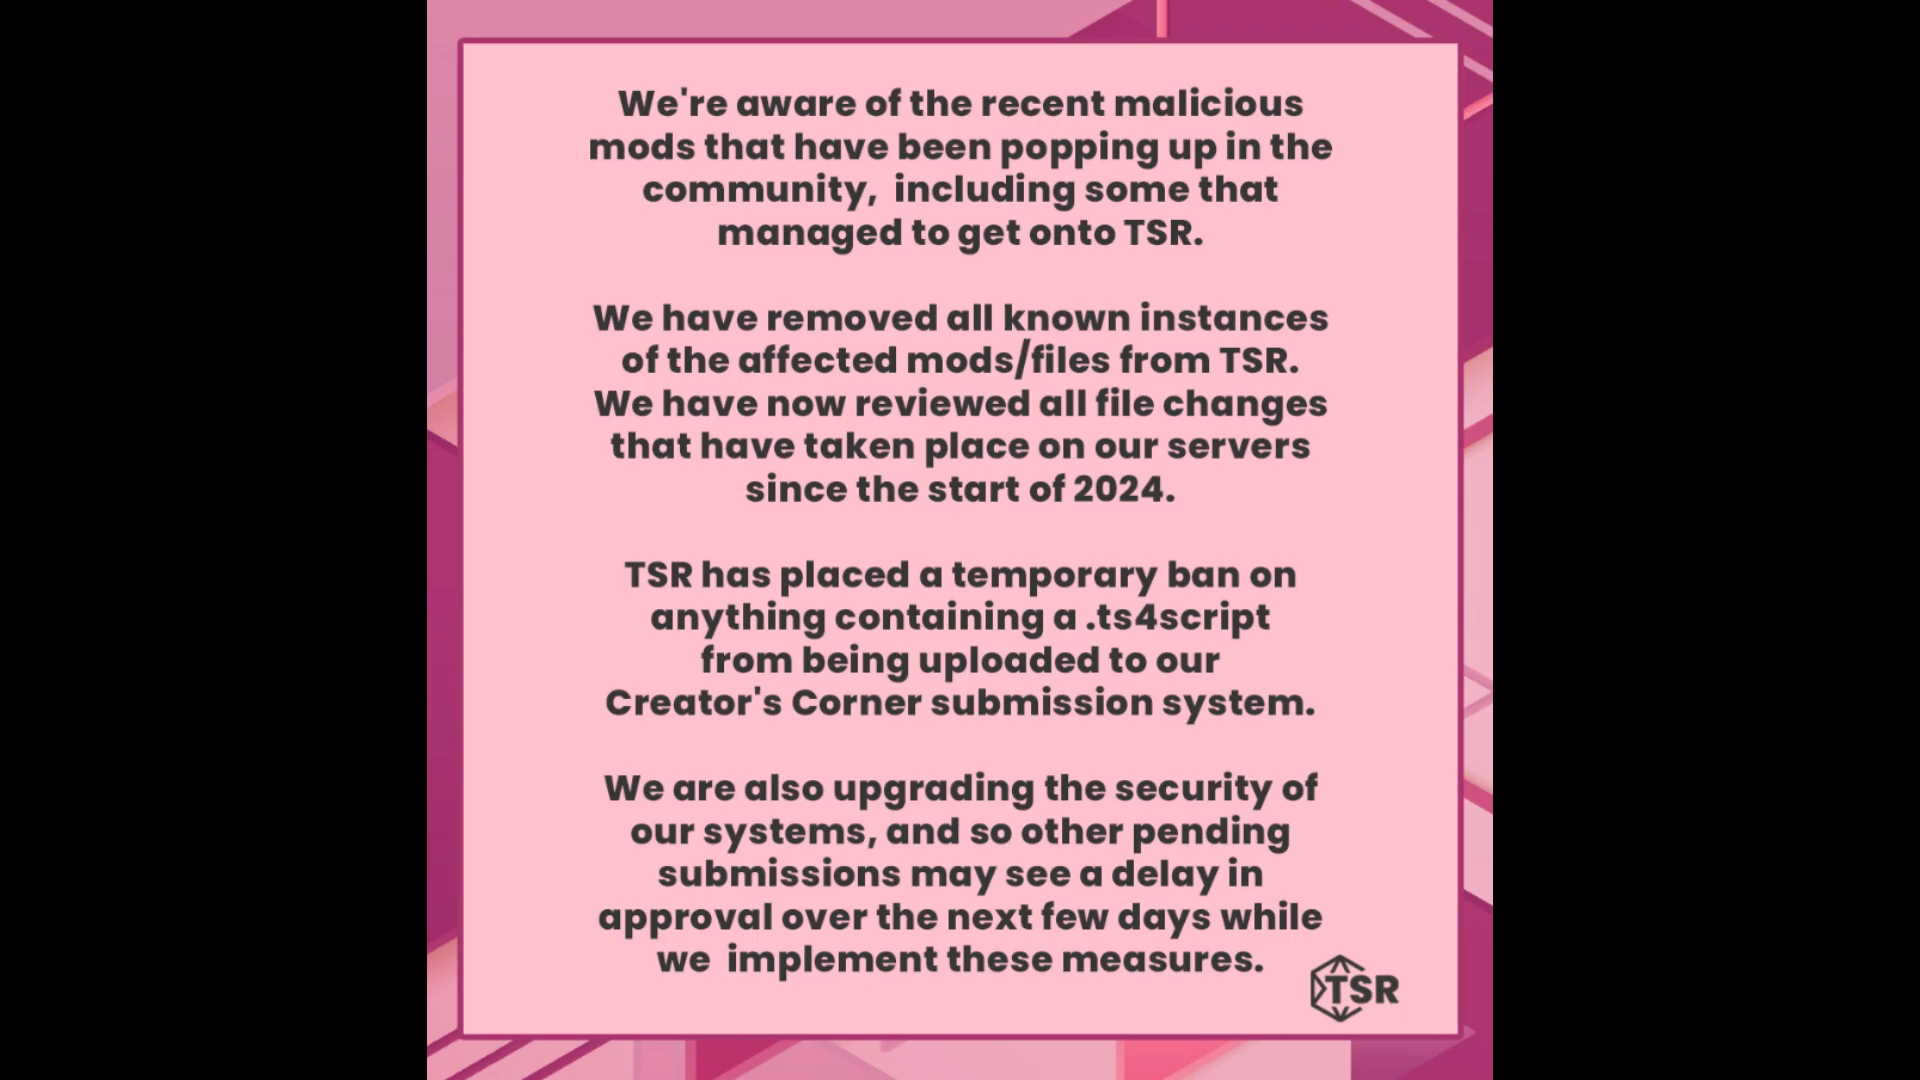 We're aware of the recent malicious
mods that have been popping up in the
community,  including some that
managed to get onto TSR.
We have removed all known instances
of the affected mods/files from TSR.
We have now reviewed all file changes
that have taken place on our servers
since the start of 2024.
TSR has placed a temporary ban on
anything containing a .ts4script
from being uploaded to our
Creator's Corner submission system.
We are also upgrading the security of
our systems, and so other pending
submissions may see a delay in
approval over the next few days while
we  implement these measures.
TSR